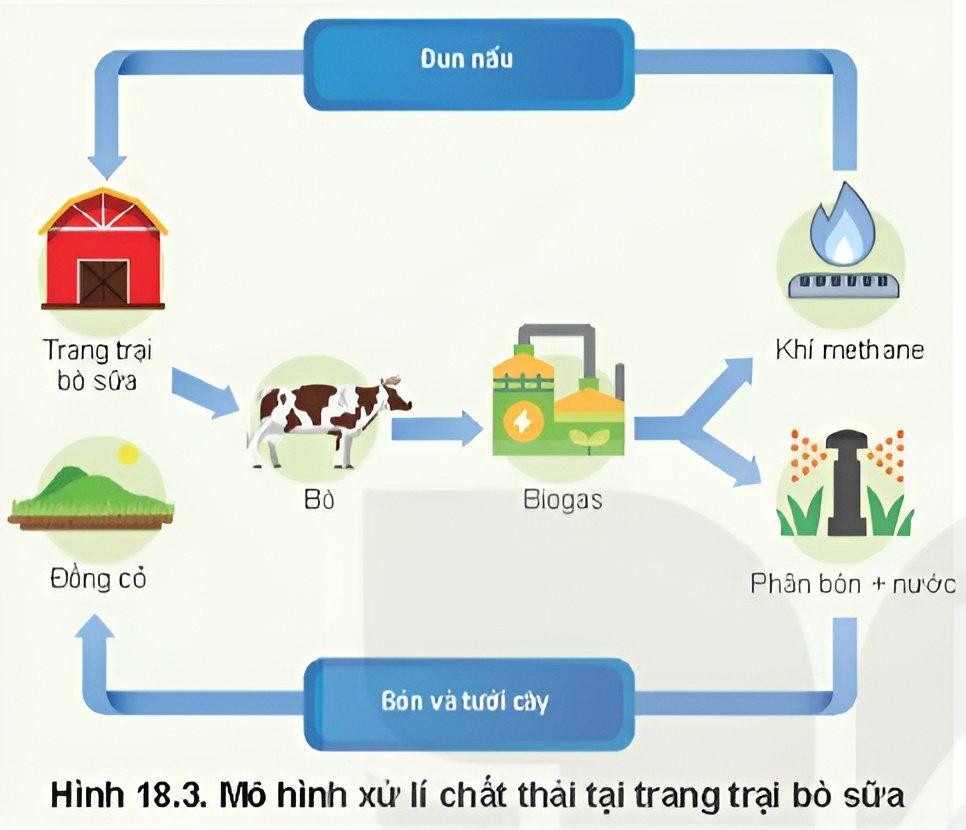 Đun nấu
Trang trại
bò sữa
Khí methane
Bò
Biogas
Đồng cỏ
Phân bón + nước
Bón và tưới cây
Hình 18.3. Mô hình xử lí chất thải tại trang trại bò sữa